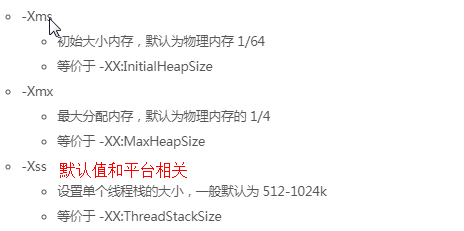 -Xms
初始大小内存，默认为物理内存 1/64
等价于 -XX:InitialHeapSize
-Xmx
最大分配内存，默认为物理内存的 1/4
等价于 -XX:MaxHeapSize
-Xss 默认值和平台相关
设置单个线程栈的大小，一般默认为 512-1024k
等价于 -XX:ThreadStackSize